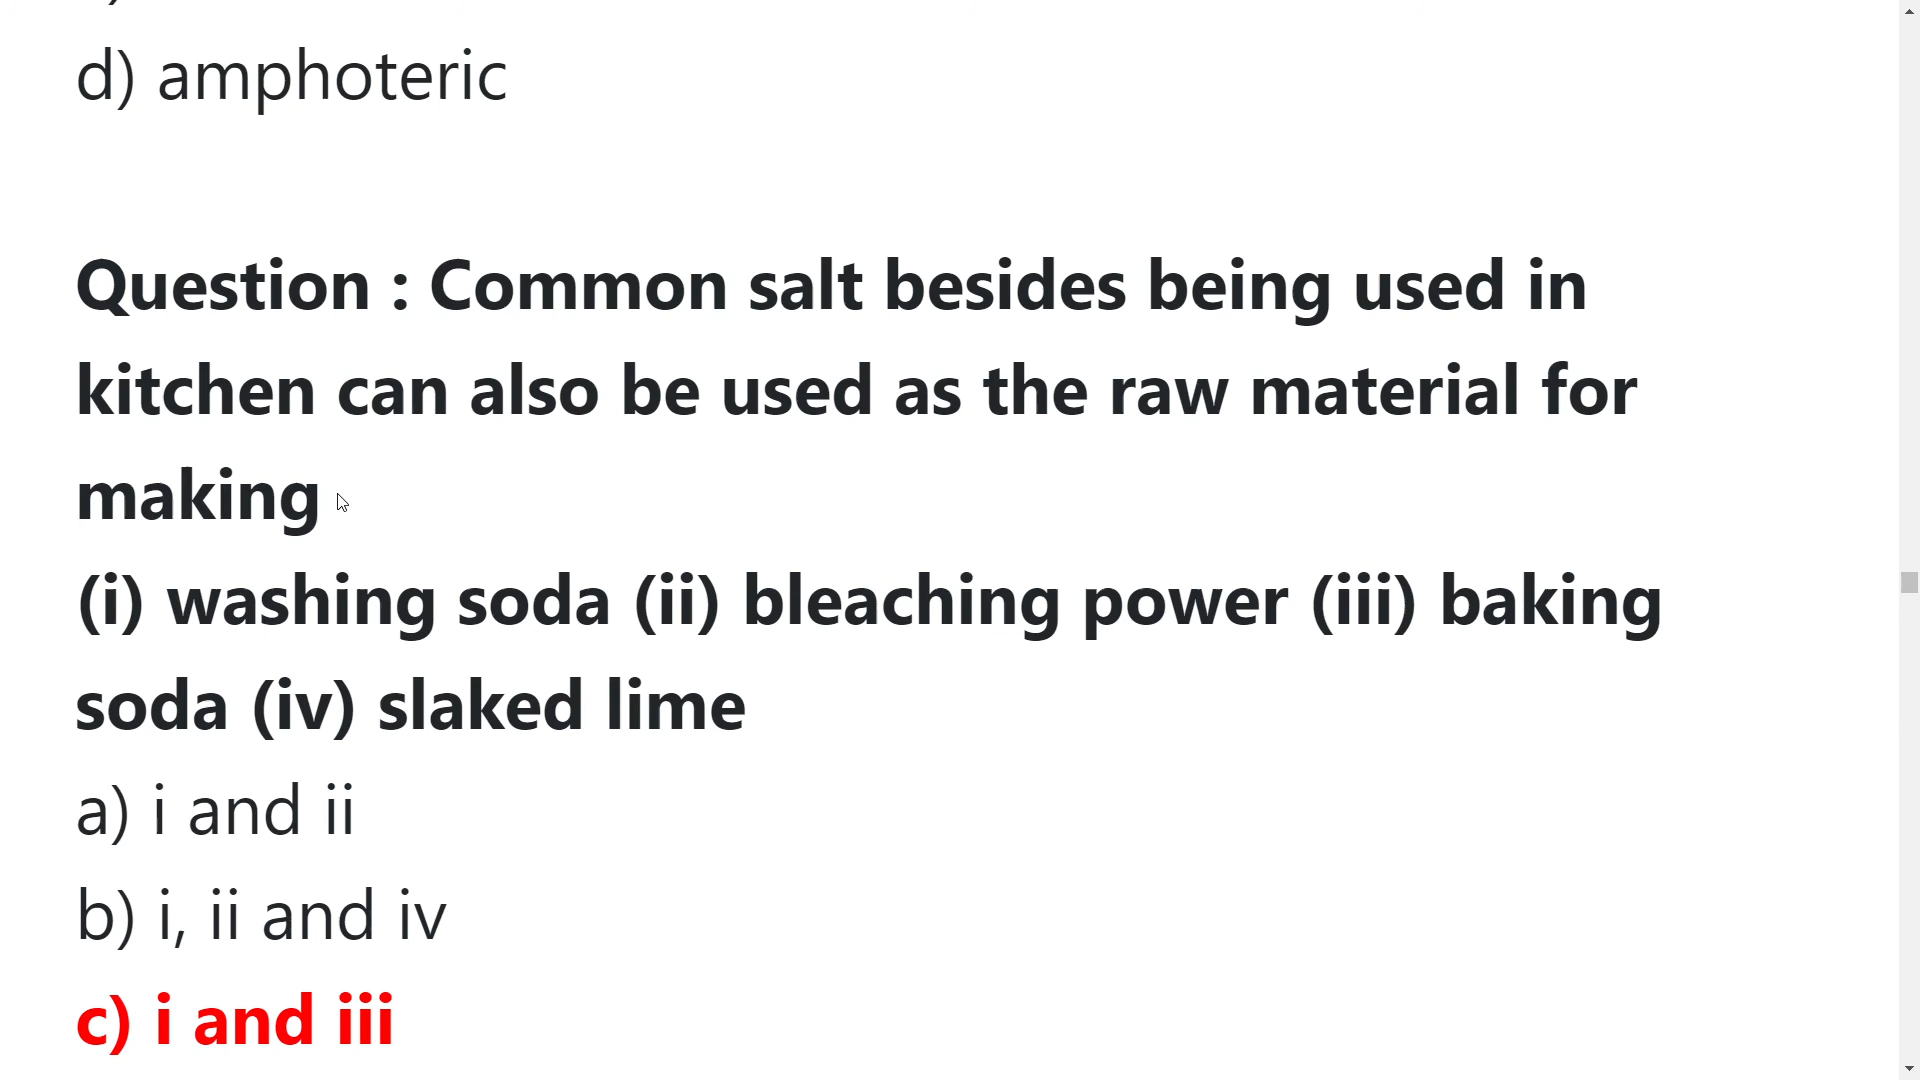 d) amphoteric
Question : Common salt besides being used in
kitchen can also be used as the raw material for
making
(i) washing soda (ii) bleaching power (iii) baking
soda (iv) slaked lime
a) i and ii
b) i, ii and iv
c) i and iii